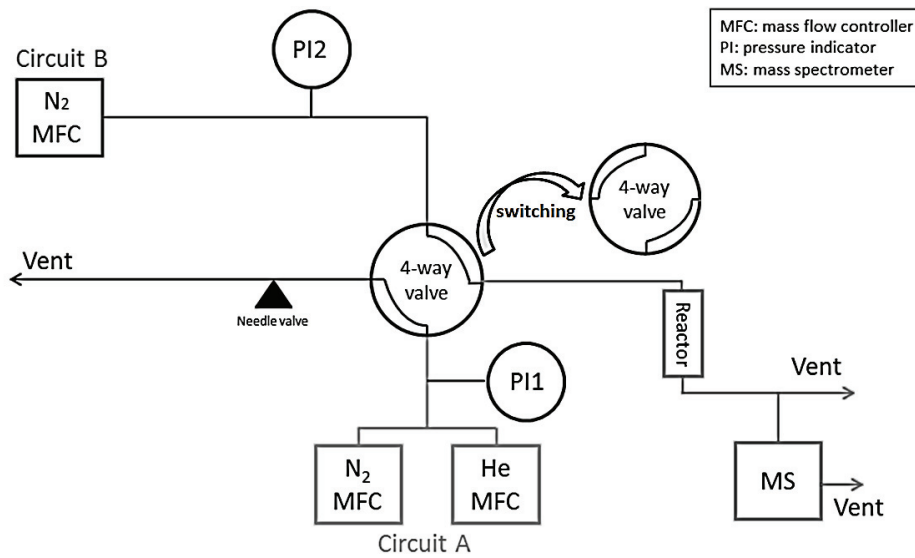 MFC: mass flow controller
PI: pressure indicator
MS: mass spectrometer
Circuit B
N₂
MFC
PI2
switching
4-way
valve
Vent
4-way
valve
Needle valve
Reactor
PI1
Vent
N₂
MFC
He
MFC
MS
Vent
Circuit A